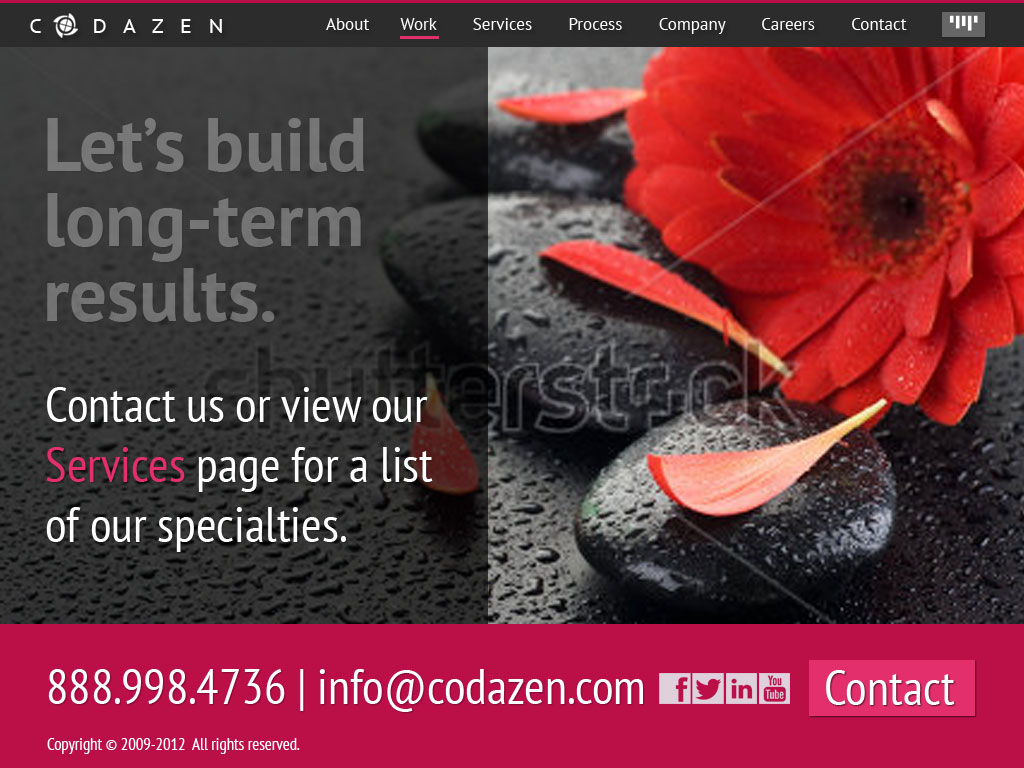 CODAZEN
About Work Services Process Company Careers Contact
Let's build
long-term
results.
shutterstock
Contact us or view our
Services page for a list
of our specialties.
888.998.4736 | info@codazen.com f in You Tube Contact
Copyright © 2009-2012 All rights reserved.